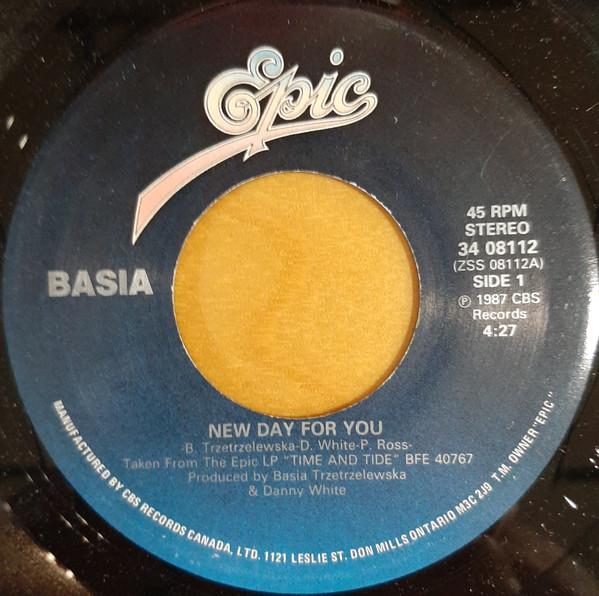 Epic
45 RPM
STEREO
34 08112
(ZSS 08112A)
SIDE 1
℗ 1987 CBS
Records
4:27
BASIA
NEW DAY FOR YOU
-B. Trzetrzelewska-D. White-P. Ross-
Taken From The Epic LP "TIME AND TIDE" BFE 40767
Produced by Basia Trzetrzelewska
& Danny White
MANUFACTURED BY CBS RECORDS CANADA, LTD. 1121 LESLIE ST. DON MILLS ONTARIO M3C 2J9 T.M. OWNER "EPIC"